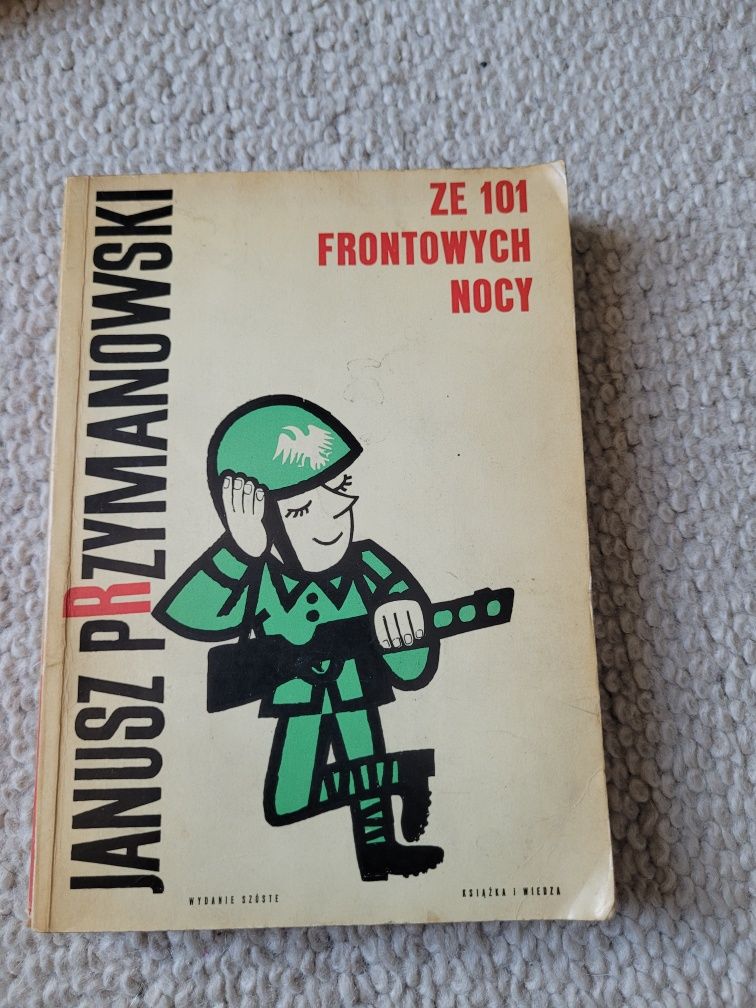 JANUSZ PRZYMANOWSKI
ZE 101
FRONTOWYCH
NOCY
WYDANIE SZÓSTE
KSIĄŻKA I WIEDZA